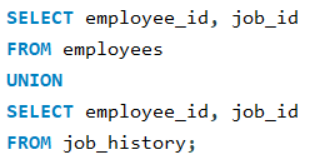 SELECT employee_id, job_id
FROM employees
UNION
SELECT employee_id, job_id
FROM job_history;